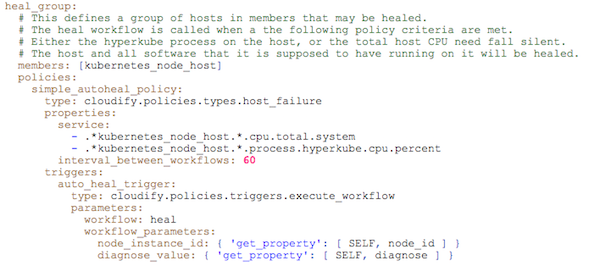 heal_group:
  # This defines a group of hosts in members that may be healed.
  # The heal workflow is called when a the following policy criteria are met.
  # Either the hyperkube process on the host, or the total host CPU need fall silent.
  # The host and all software that it is supposed to have running on it will be healed.
  members: [kubernetes_node_host]
  policies:
    simple_autoheal_policy:
      type: cloudify.policies.types.host_failure
      properties:
        service:
          - .*kubernetes_node_host.*.cpu.total.system
          - .*kubernetes_node_host.*.process.hyperkube.cpu.percent
        interval_between_workflows: 60
      triggers:
        auto_heal_trigger:
          type: cloudify.policies.triggers.execute_workflow
          parameters:
            workflow: heal
            workflow_parameters:
              node_instance_id: { 'get_property': [ SELF, node_id ] }
              diagnose_value: { 'get_property': [ SELF, diagnose ] }